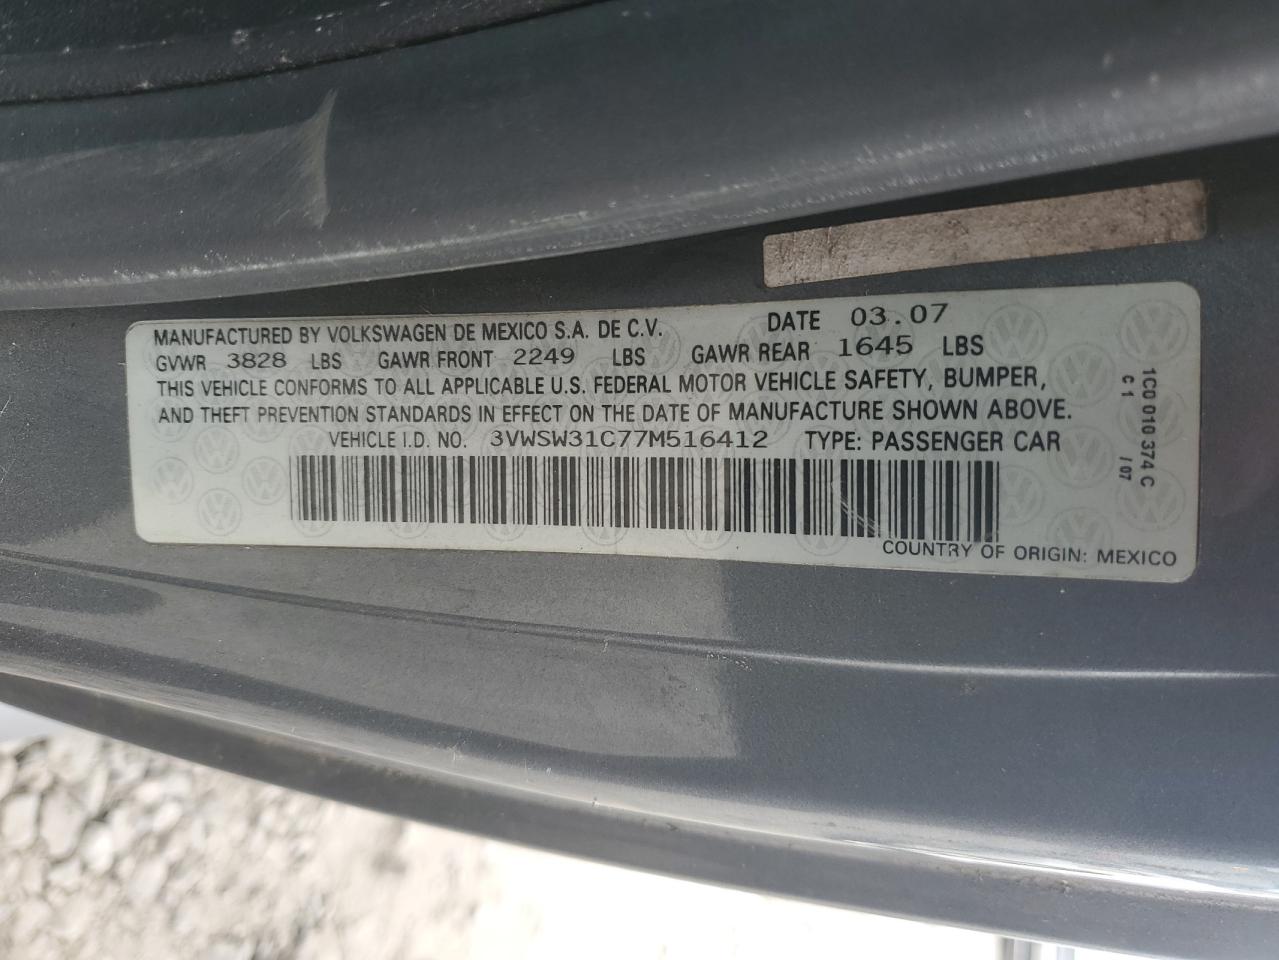 MANUFACTURED BY VOLKSWAGEN DE MEXICO S.A. DE C.V. DATE 03.07
GVWR 3828 LBS GAWR FRONT 2249 LBS GAWR REAR 1645 LBS
THIS VEHICLE CONFORMS TO ALL APPLICABLE U.S. FEDERAL MOTOR VEHICLE SAFETY, BUMPER,
AND THEFT PREVENTION STANDARDS IN EFFECT ON THE DATE OF MANUFACTURE SHOWN ABOVE.
VEHICLE I.D. NO. 3VWSW31C77M516412 TYPE: PASSENGER CAR
COUNTRY OF ORIGIN: MEXICO
1C0 010 374 C
C 1 / 07